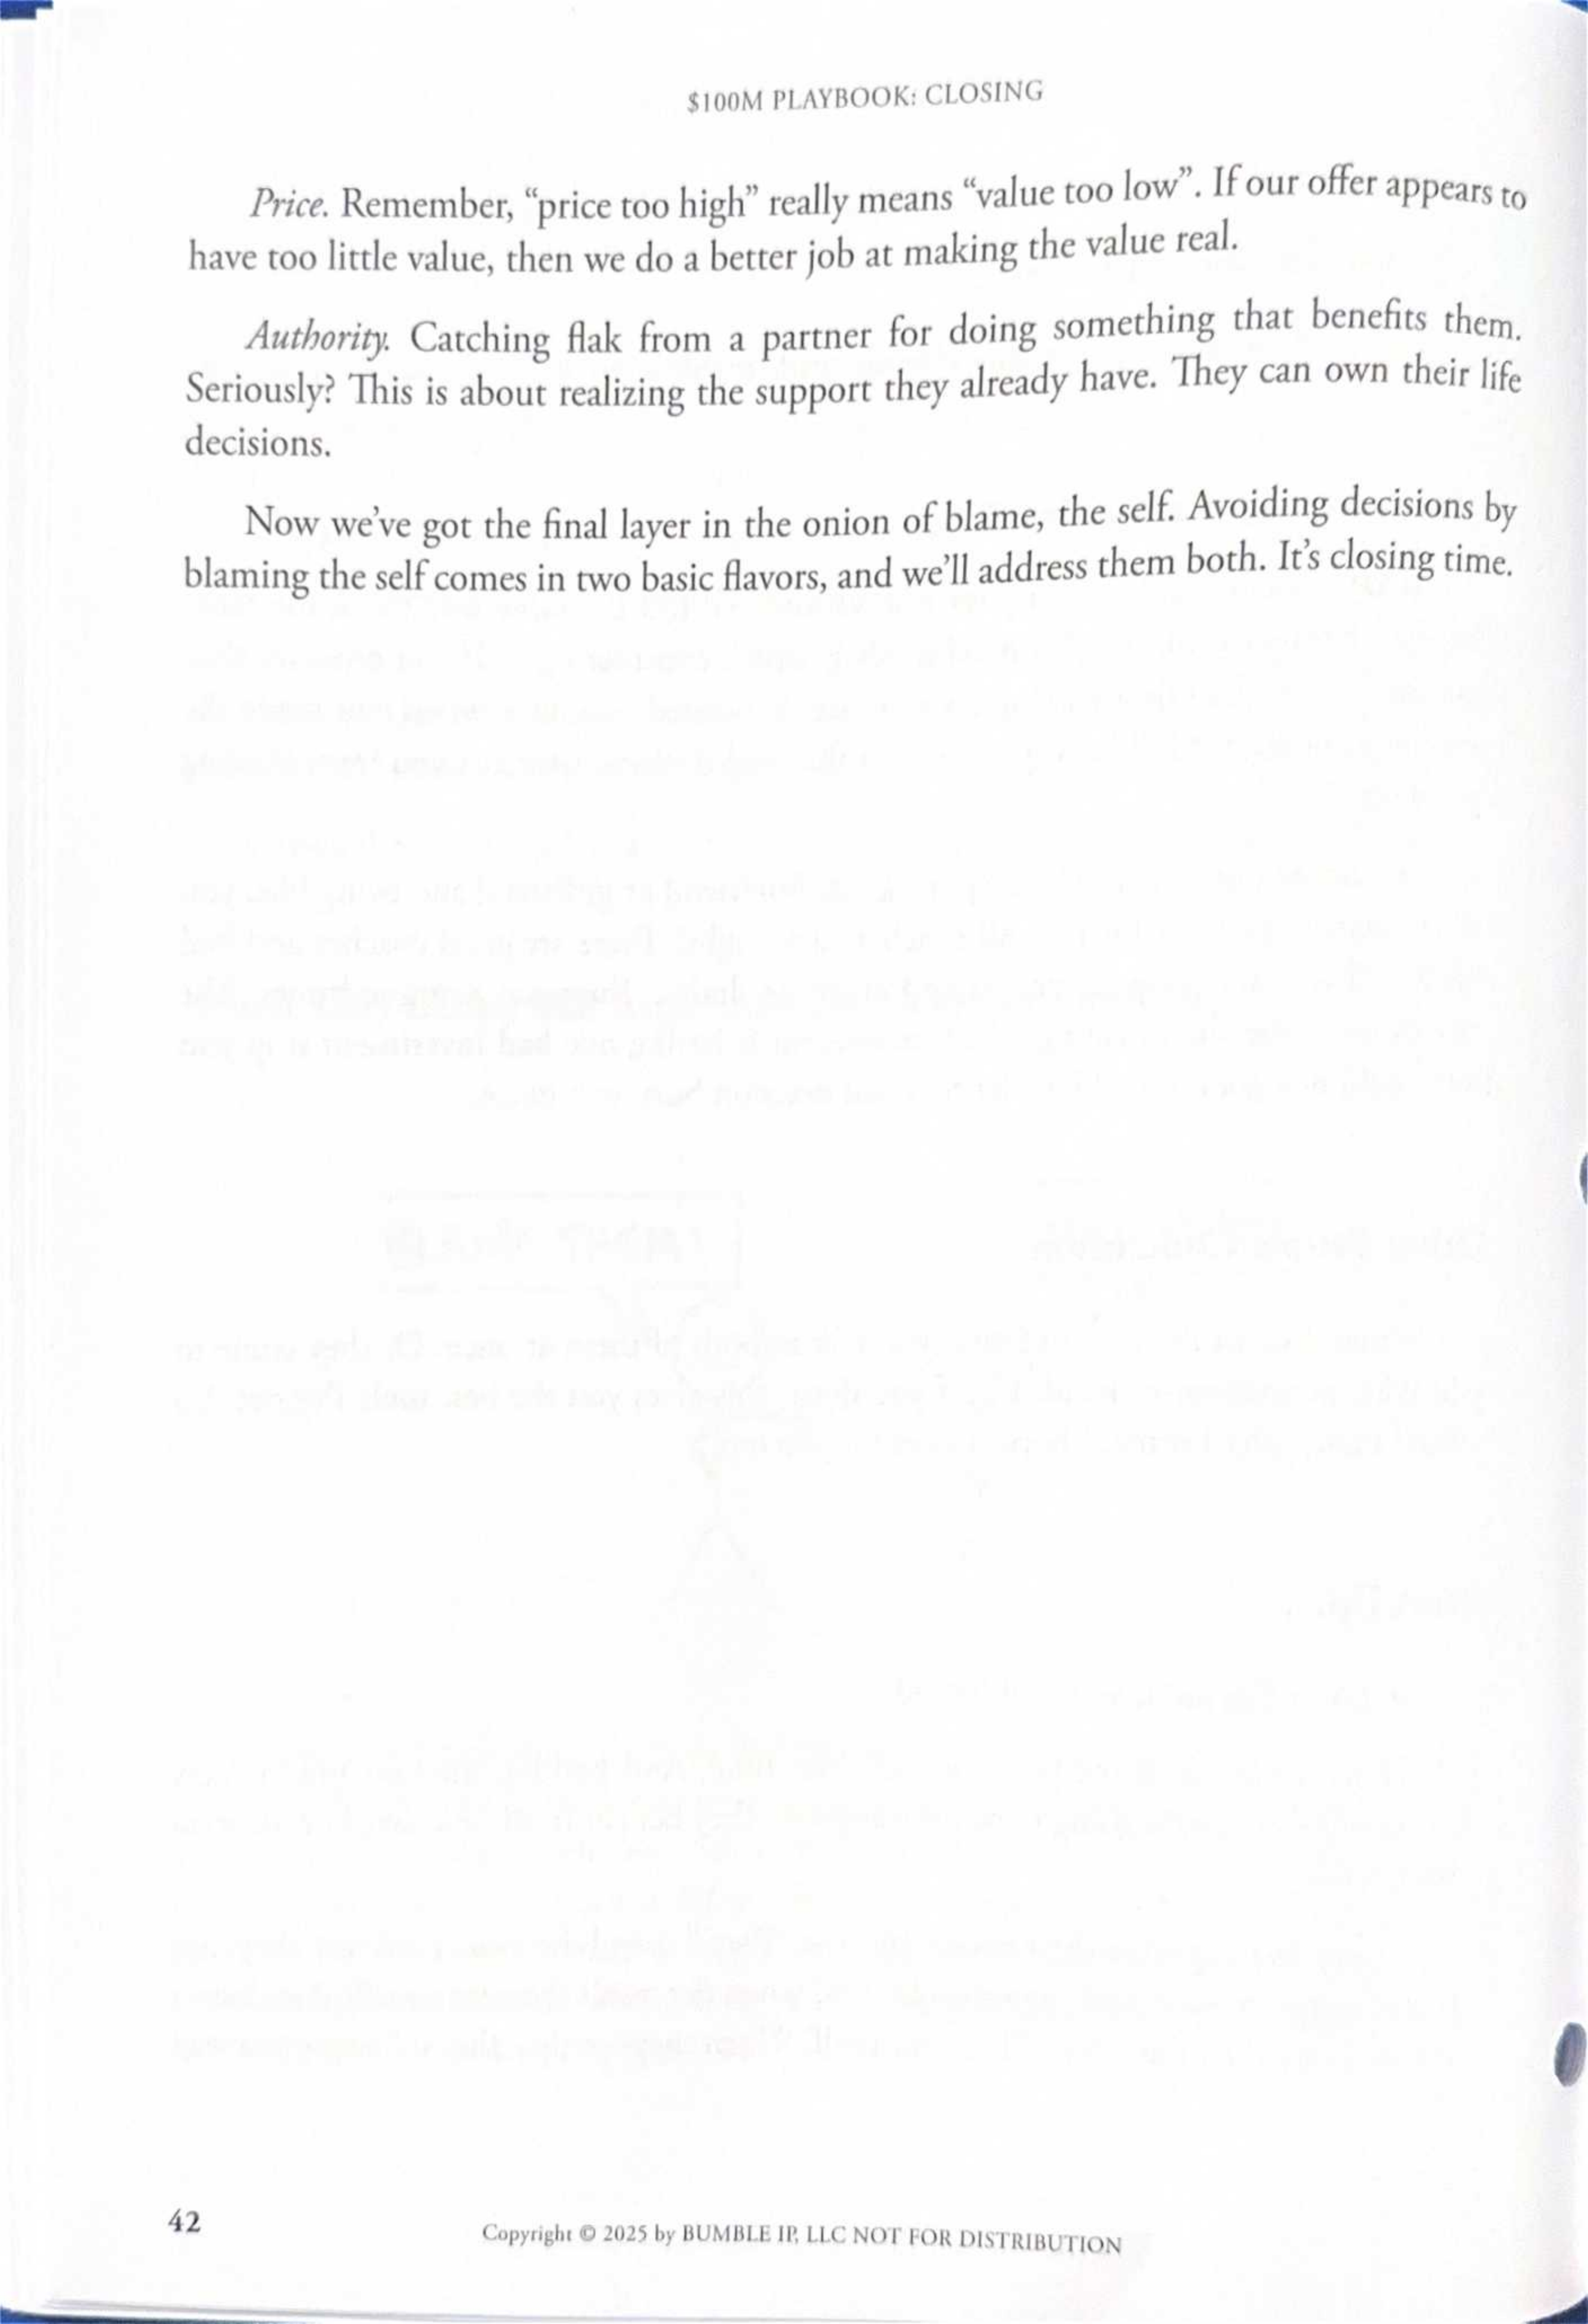 $100M PLAYBOOK: CLOSING
Price. Remember, “price too high” really means “value too low”. If our offer appears to
have too little value, then we do a better job at making the value real.
Authority. Catching flak from a partner for doing something that benefits them.
Seriously? This is about realizing the support they already have. They can own their life
decisions.
Now we’ve got the final layer in the onion of blame, the self. Avoiding decisions by
blaming the self comes in two basic flavors, and we’ll address them both. It’s closing time.
42
Copyright © 2025 by BUMBLE IP, LLC NOT FOR DISTRIBUTION